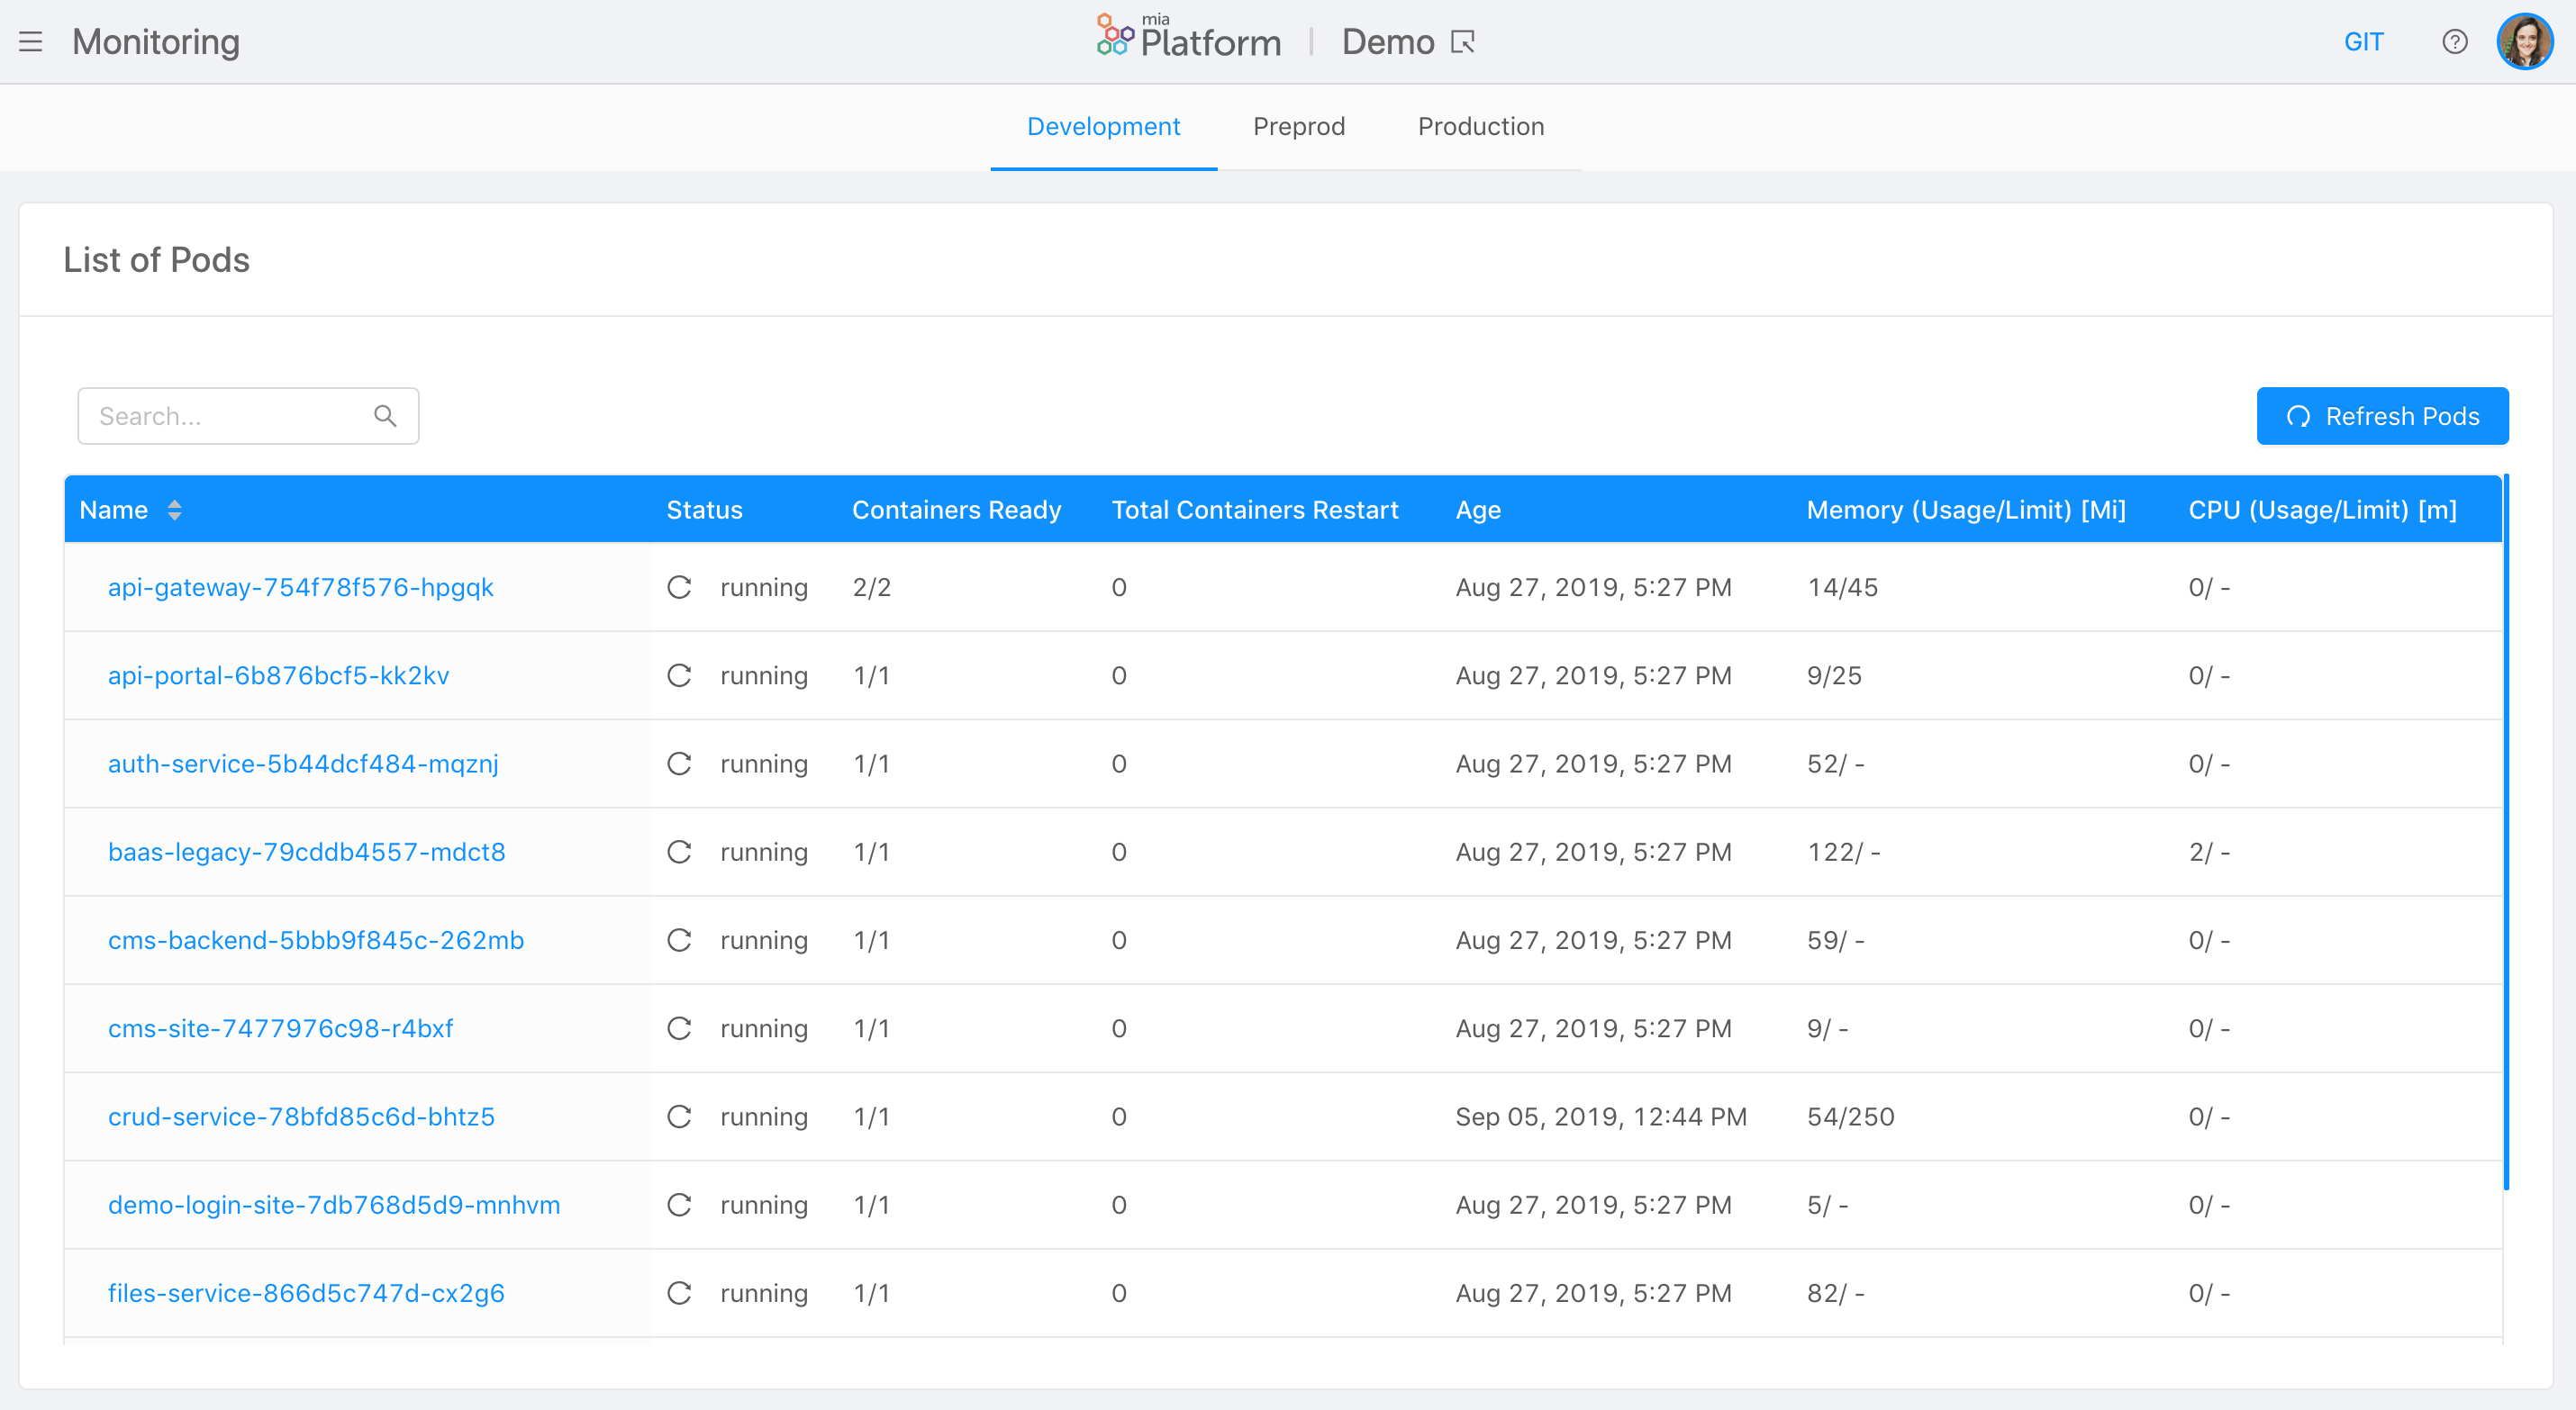 Monitoring
mia
Platform
Demo
GIT
Development Preprod Production
List of Pods
Search...
Refresh Pods
Name Status Containers Ready Total Containers Restart Age Memory (Usage/Limit) [Mi] CPU (Usage/Limit) [m]
api-gateway-754f78f576-hpgqk running 2/2 0 Aug 27, 2019, 5:27 PM 14/45 0/ -
api-portal-6b876bcf5-kk2kv running 1/1 0 Aug 27, 2019, 5:27 PM 9/25 0/ -
auth-service-5b44dcf484-mqznj running 1/1 0 Aug 27, 2019, 5:27 PM 52/ - 0/ -
baas-legacy-79cddb4557-mdct8 running 1/1 0 Aug 27, 2019, 5:27 PM 122/ - 2/ -
cms-backend-5bbb9f845c-262mb running 1/1 0 Aug 27, 2019, 5:27 PM 59/ - 0/ -
cms-site-7477976c98-r4bxf running 1/1 0 Aug 27, 2019, 5:27 PM 9/ - 0/ -
crud-service-78bfd85c6d-bhtz5 running 1/1 0 Sep 05, 2019, 12:44 PM 54/250 0/ -
demo-login-site-7db768d5d9-mnhvm running 1/1 0 Aug 27, 2019, 5:27 PM 5/ - 0/ -
files-service-866d5c747d-cx2g6 running 1/1 0 Aug 27, 2019, 5:27 PM 82/ - 0/ -